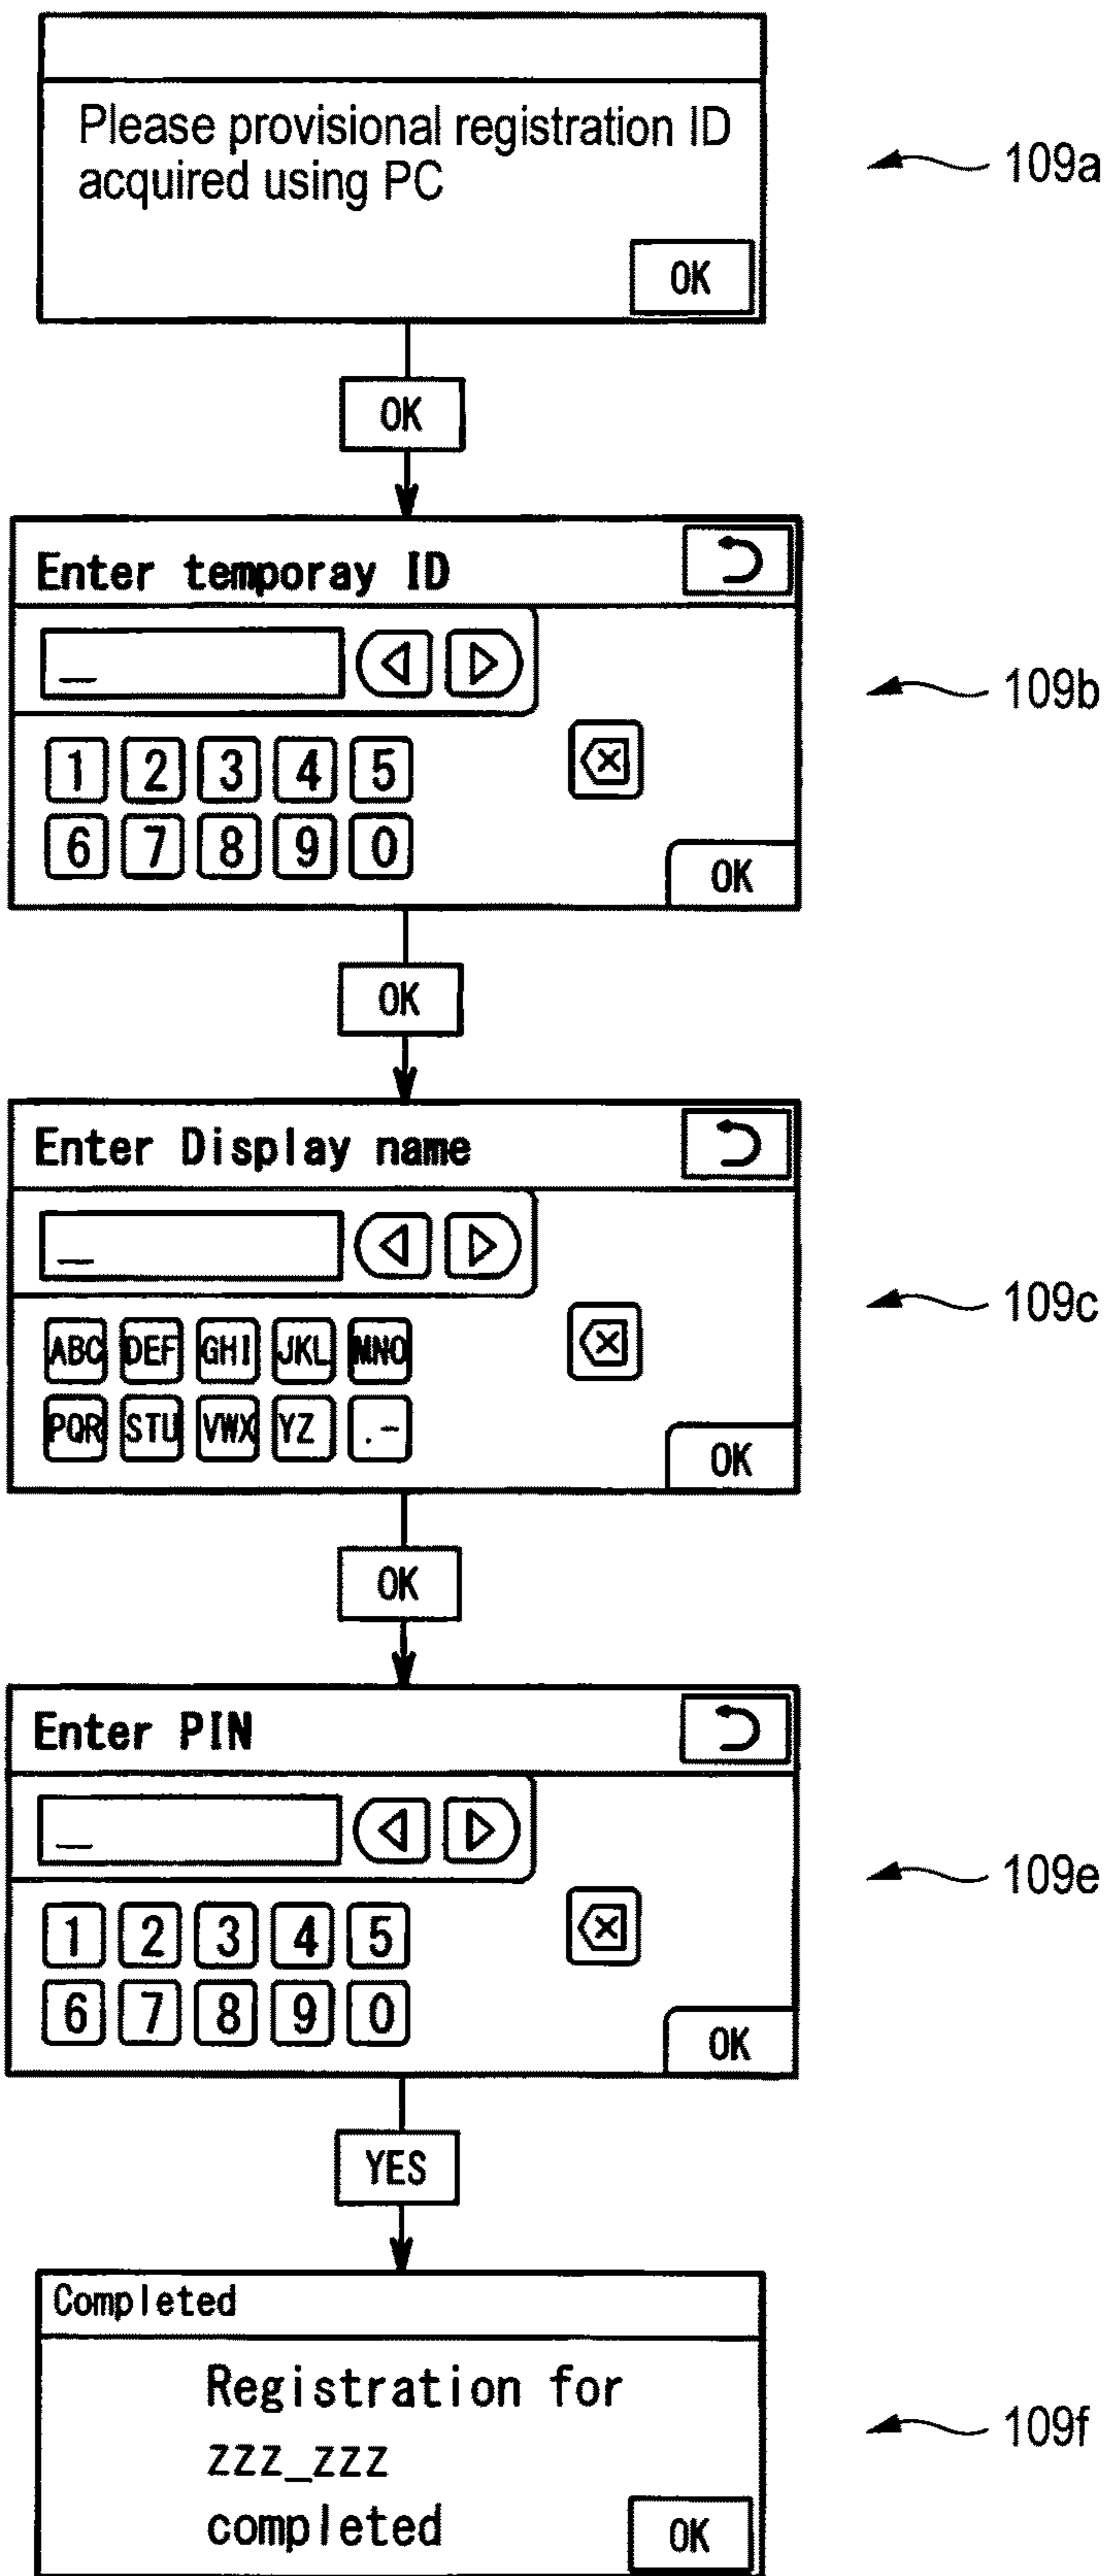 Please provisional registration ID
acquired using PC
OK
109a
OK
Enter temporay ID
109b
1 2 3 4 5
6 7 8 9 0
OK
OK
Enter Display name
109c
ABC DEF GHI JKL MNO
PQR STU VWX YZ .-
OK
OK
Enter PIN
109e
1 2 3 4 5
6 7 8 9 0
OK
YES
Completed
Registration for
zzz_zzz
completed
OK
109f